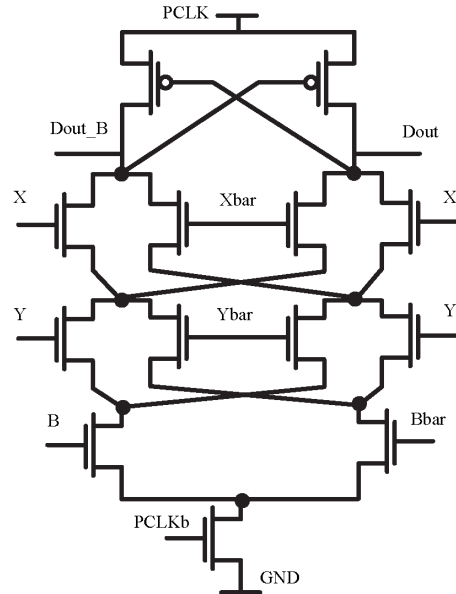 PCLK
Dout_B
Dout
X
Xbar
X
Y
Ybar
Y
B
Bbar
PCLKb
GND